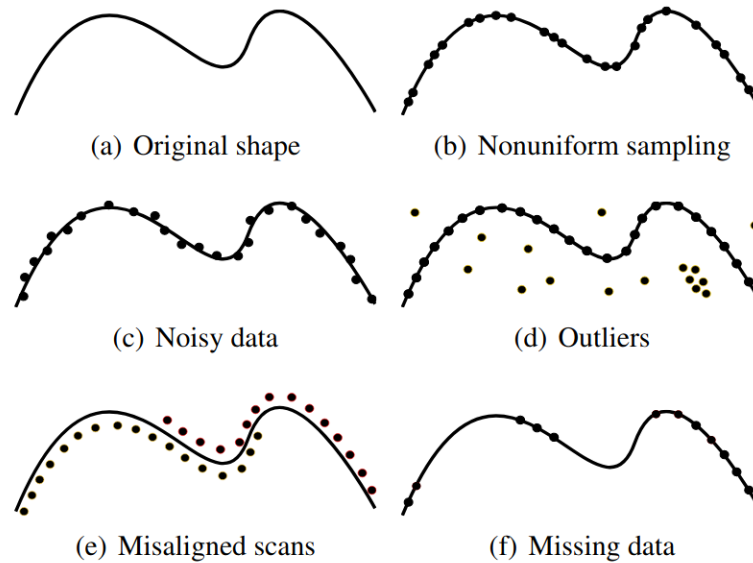 (a) Original shape
(b) Nonuniform sampling
(c) Noisy data
(d) Outliers
(e) Misaligned scans
(f) Missing data